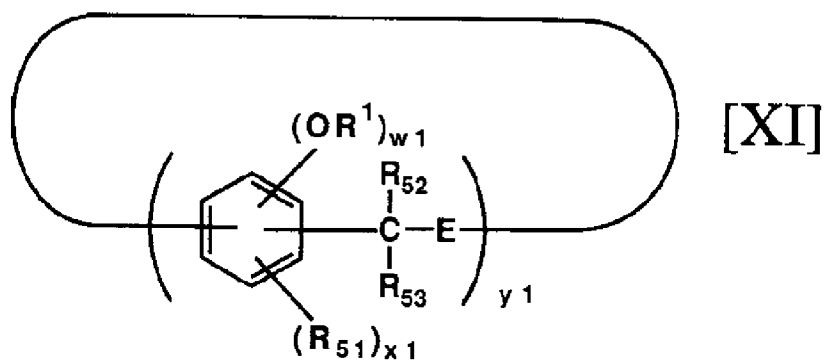 (OR¹)w1
[XI]
R52
C–E
R53
y1
(R51)x1